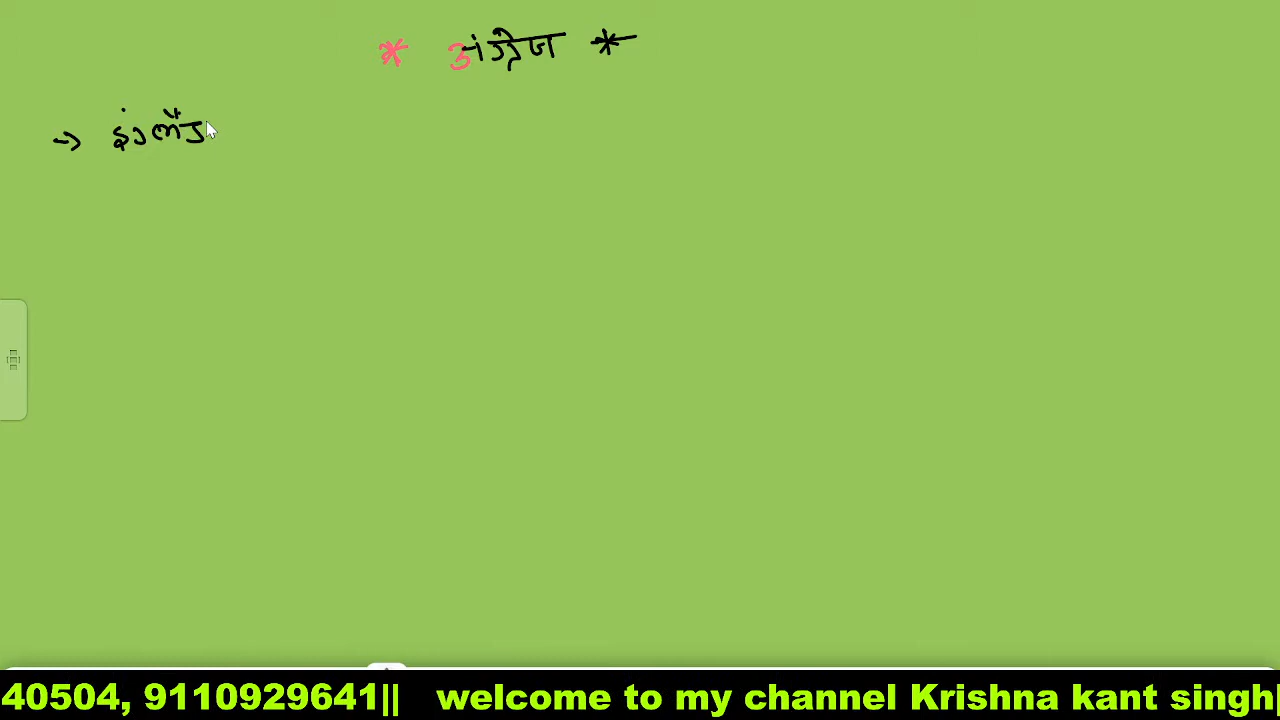 * अंग्रेज *
→ इंग्लैंड
40504, 9110929641|| welcome to my channel Krishna kant singh|